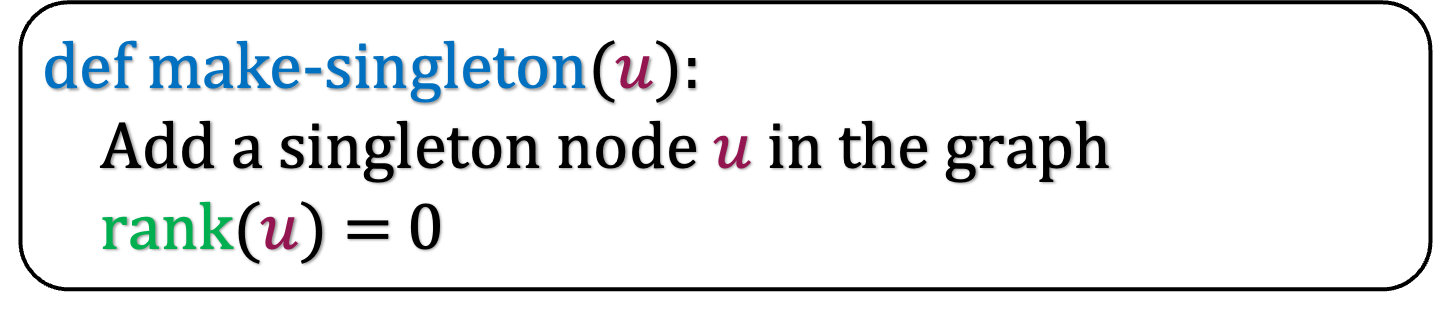 def make-singleton(u):
Add a singleton node u in the graph
rank(u) = 0